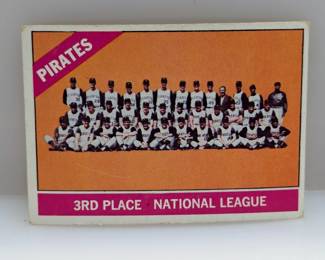 PIRATES
3RD PLACE NATIONAL LEAGUE